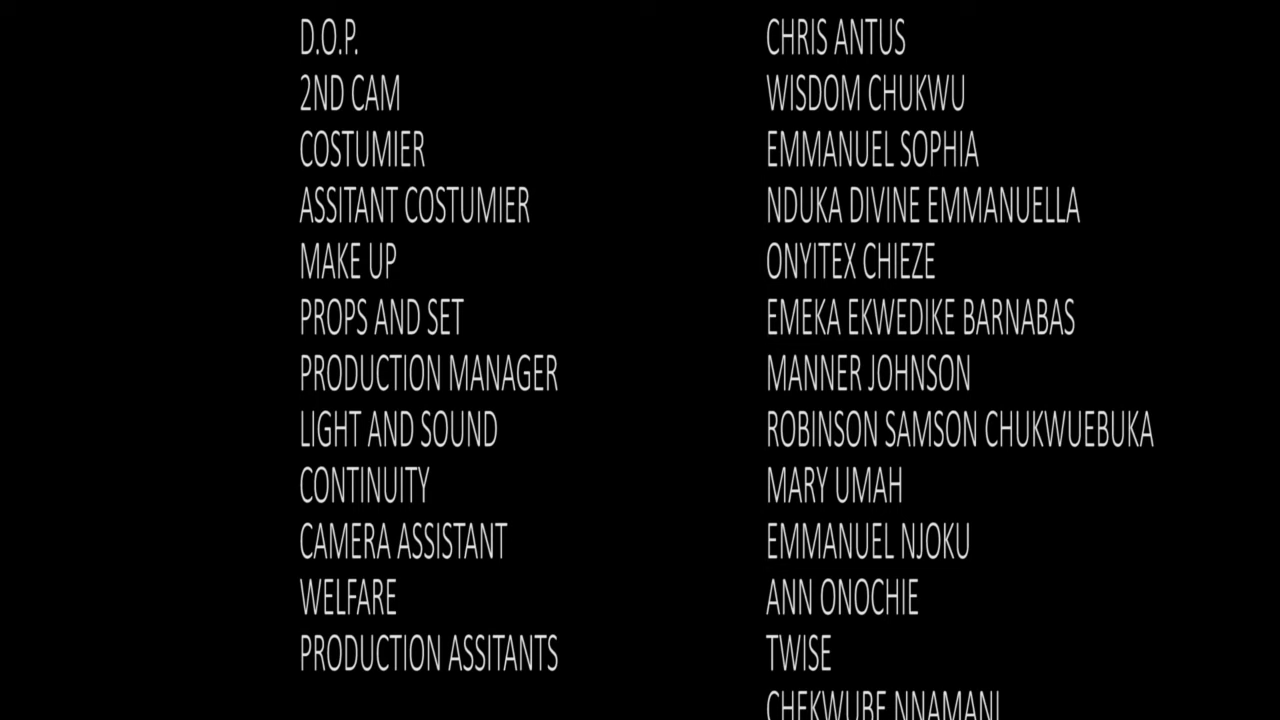 D.O.P. CHRIS ANTUS
2ND CAM WISDOM CHUKWU
COSTUMIER EMMANUEL SOPHIA
ASSITANT COSTUMIER NDUKA DIVINE EMMANUELLA
MAKE UP ONYITEX CHIEZE
PROPS AND SET EMEKA EKWEDIKE BARNABAS
PRODUCTION MANAGER MANNER JOHNSON
LIGHT AND SOUND ROBINSON SAMSON CHUKWUEBUKA
CONTINUITY MARY UMAH
CAMERA ASSISTANT EMMANUEL NJOKU
WELFARE ANN ONOCHIE
PRODUCTION ASSITANTS TWISE
CHEKWUBE NNAMANI